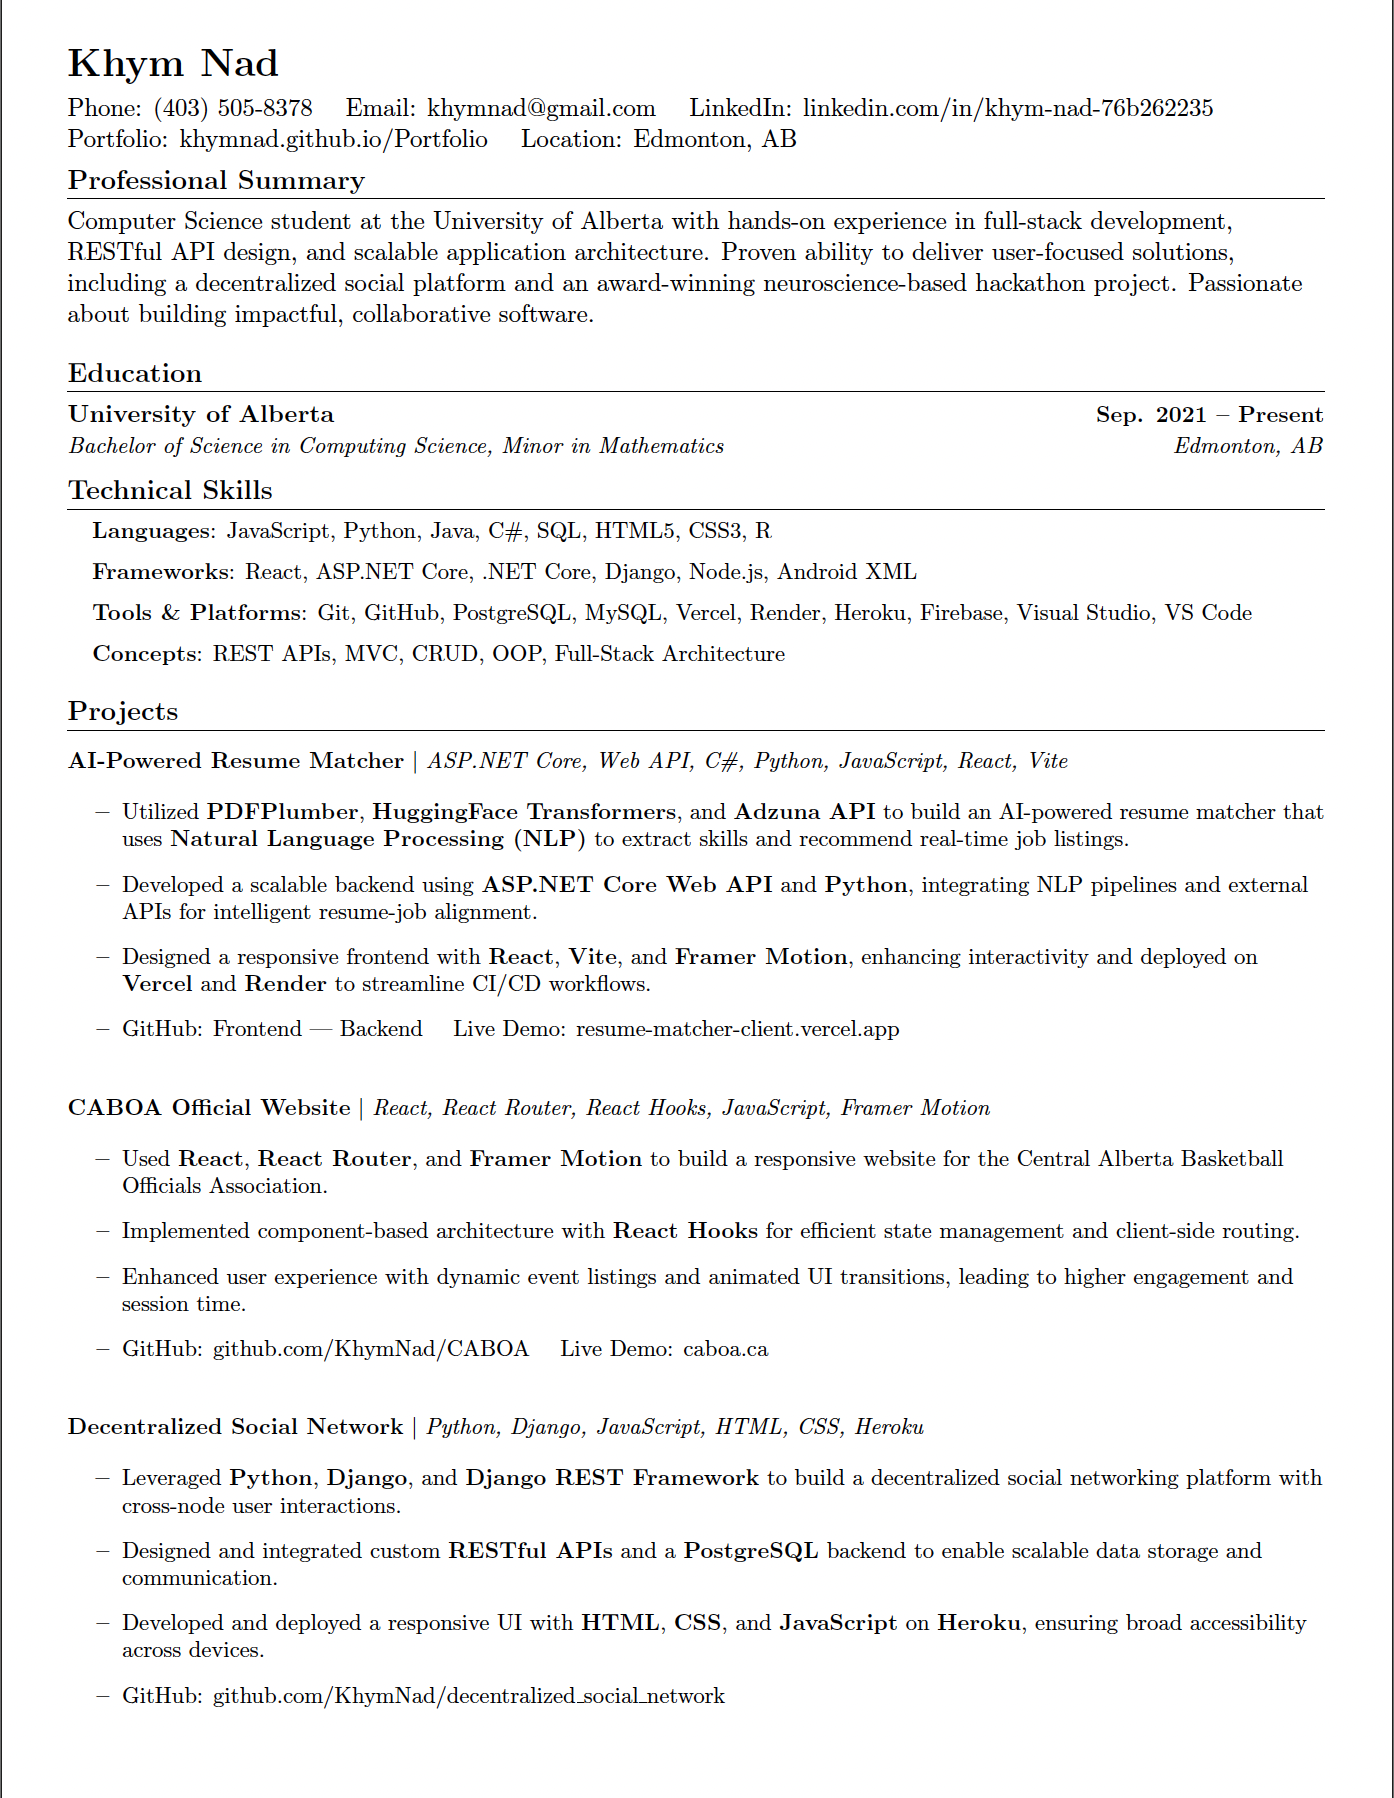 Khym Nad
Phone: (403) 505-8378 Email: khymnad@gmail.com LinkedIn: linkedin.com/in/khym-nad-76b262235
Portfolio: khymnad.github.io/Portfolio Location: Edmonton, AB
Professional Summary
Computer Science student at the University of Alberta with hands-on experience in full-stack development,
RESTful API design, and scalable application architecture. Proven ability to deliver user-focused solutions,
including a decentralized social platform and an award-winning neuroscience-based hackathon project. Passionate
about building impactful, collaborative software.
Education
University of Alberta Sep. 2021 – Present
Bachelor of Science in Computing Science, Minor in Mathematics Edmonton, AB
Technical Skills
Languages: JavaScript, Python, Java, C#, SQL, HTML5, CSS3, R
Frameworks: React, ASP.NET Core, .NET Core, Django, Node.js, Android XML
Tools & Platforms: Git, GitHub, PostgreSQL, MySQL, Vercel, Render, Heroku, Firebase, Visual Studio, VS Code
Concepts: REST APIs, MVC, CRUD, OOP, Full-Stack Architecture
Projects
AI-Powered Resume Matcher | ASP.NET Core, Web API, C#, Python, JavaScript, React, Vite
– Utilized PDFPlumber, HuggingFace Transformers, and Adzuna API to build an AI-powered resume matcher that
uses Natural Language Processing (NLP) to extract skills and recommend real-time job listings.
– Developed a scalable backend using ASP.NET Core Web API and Python, integrating NLP pipelines and external
APIs for intelligent resume-job alignment.
– Designed a responsive frontend with React, Vite, and Framer Motion, enhancing interactivity and deployed on
Vercel and Render to streamline CI/CD workflows.
– GitHub: Frontend — Backend Live Demo: resume-matcher-client.vercel.app
CABOA Official Website | React, React Router, React Hooks, JavaScript, Framer Motion
– Used React, React Router, and Framer Motion to build a responsive website for the Central Alberta Basketball
Officials Association.
– Implemented component-based architecture with React Hooks for efficient state management and client-side routing.
– Enhanced user experience with dynamic event listings and animated UI transitions, leading to higher engagement and
session time.
– GitHub: github.com/KhymNad/CABOA Live Demo: caboa.ca
Decentralized Social Network | Python, Django, JavaScript, HTML, CSS, Heroku
– Leveraged Python, Django, and Django REST Framework to build a decentralized social networking platform with
cross-node user interactions.
– Designed and integrated custom RESTful APIs and a PostgreSQL backend to enable scalable data storage and
communication.
– Developed and deployed a responsive UI with HTML, CSS, and JavaScript on Heroku, ensuring broad accessibility
across devices.
– GitHub: github.com/KhymNad/decentralized_social_network